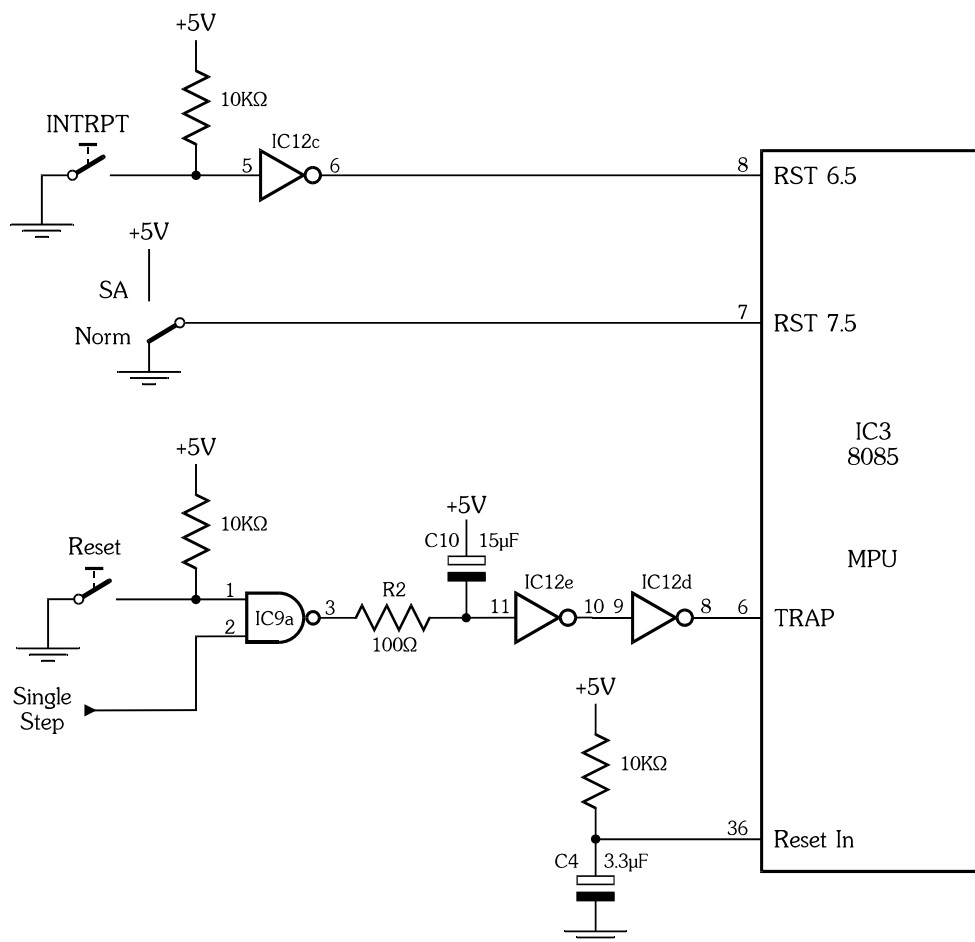 +5V
10KΩ
INTRPT
IC12c
5
6
8
RST 6.5
+5V
SA
Norm
7
RST 7.5
IC3
8085
MPU
+5V
10KΩ
Reset
1
2
IC9a
3
R2
100Ω
+5V
C10
15µF
11
IC12e
10
9
IC12d
8
6
TRAP
Single
Step
+5V
10KΩ
36
Reset In
C4
3.3µF